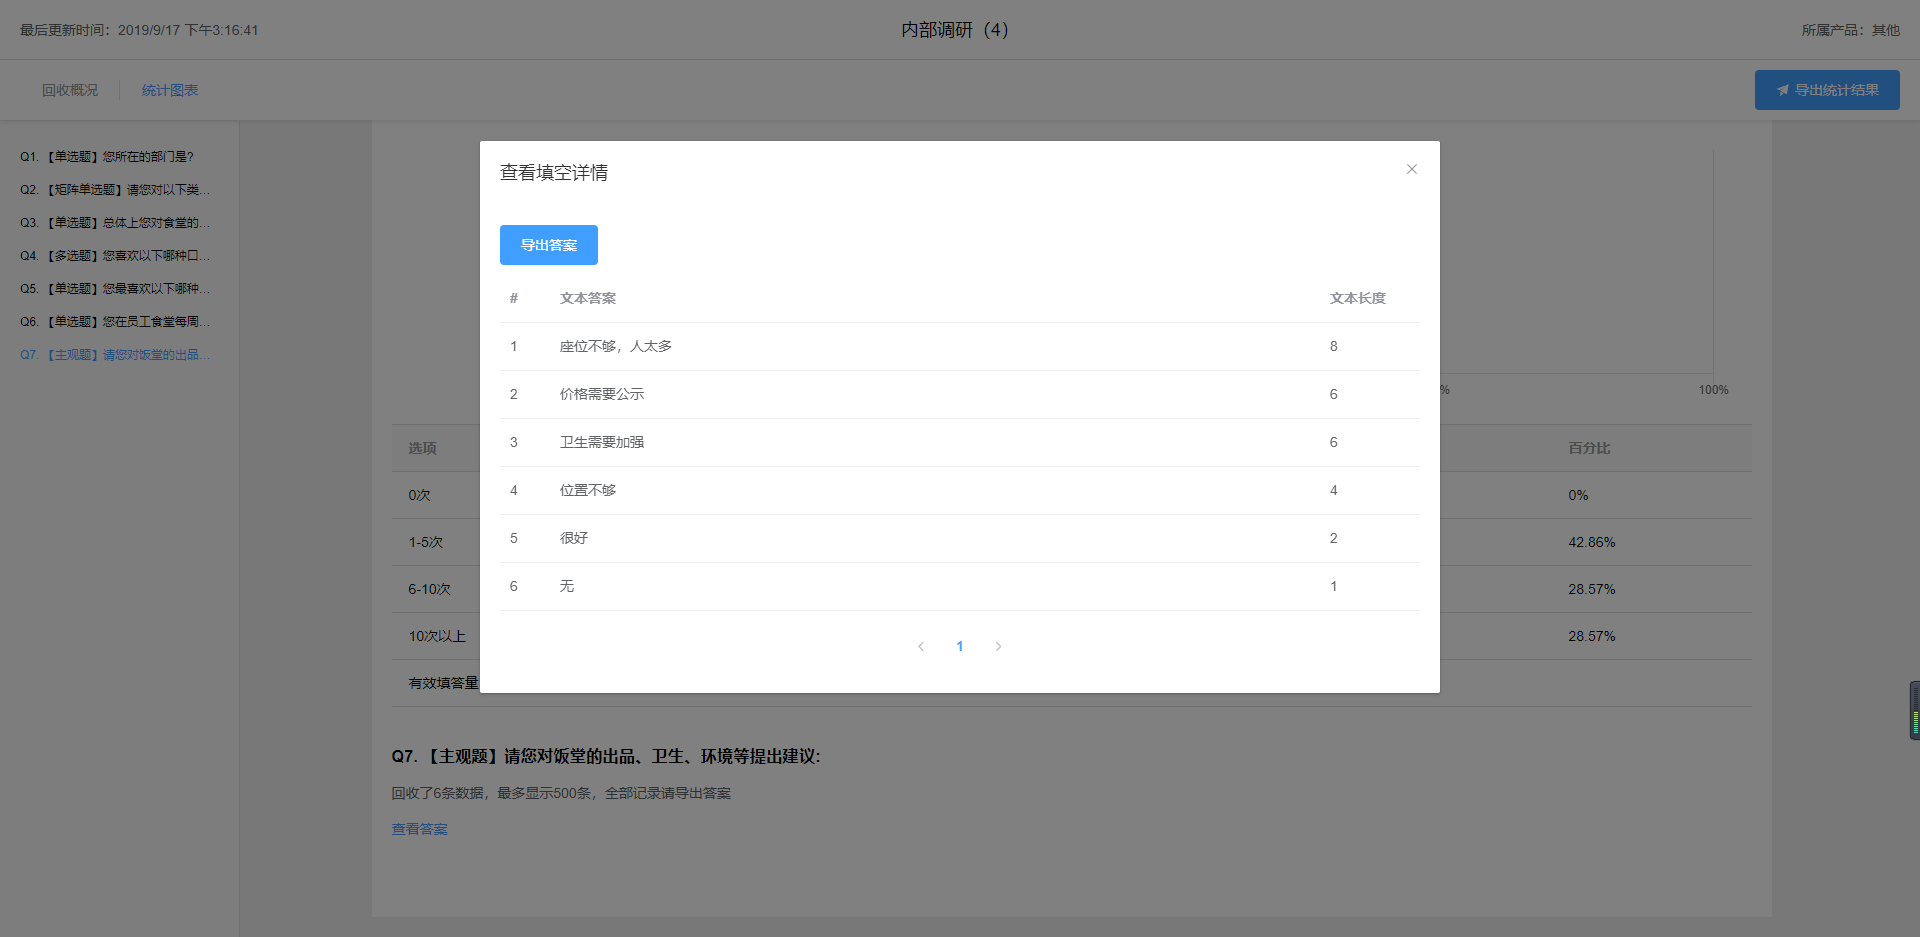 最后更新时间：2019/9/17 下午3:16:41
内部调研（4）
所属产品：其他
回收概况
统计图表
导出统计结果
Q1. 【单选题】您所在的部门是?
Q2. 【矩阵单选题】请您对以下类...
Q3. 【单选题】总体上您对食堂的...
Q4. 【多选题】您喜欢以下哪种口...
Q5. 【单选题】您最喜欢以下哪种...
Q6. 【单选题】您在员工食堂每周...
Q7. 【主观题】请您对饭堂的出品...
查看填空详情
导出答案
# 文本答案 文本长度
1 座位不够，人太多 8
2 价格需要公示 6
3 卫生需要加强 6
4 位置不够 4
5 很好 2
6 无 1
1
%
100%
选项 百分比
0次 0%
1-5次 42.86%
6-10次 28.57%
10次以上 28.57%
有效填答量
Q7. 【主观题】请您对饭堂的出品、卫生、环境等提出建议:
回收了6条数据，最多显示500条，全部记录请导出答案
查看答案